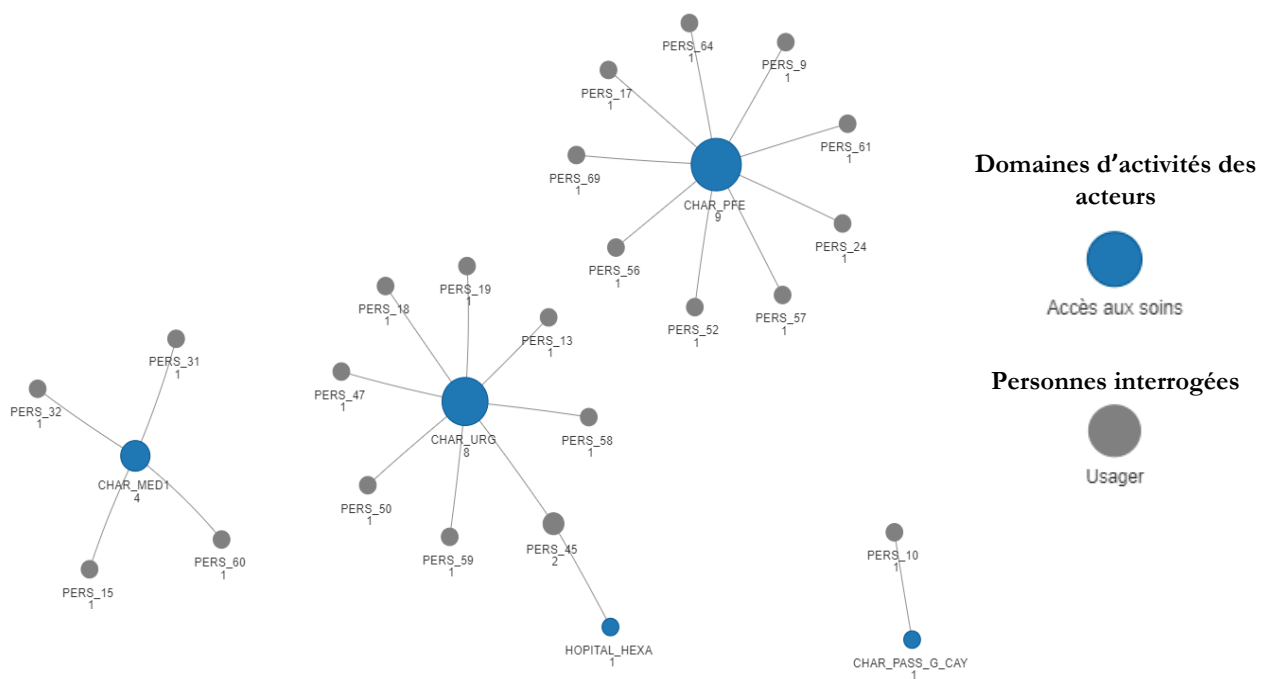 PERS_64
1
PERS_9
1
PERS_17
1
PERS_61
1
PERS_69
1
CHAR_PFE
9
PERS_24
1
PERS_56
1
PERS_52
1
PERS_57
1
PERS_19
1
PERS_18
1
PERS_13
1
PERS_47
1
CHAR_URG
8
PERS_58
1
PERS_50
1
PERS_59
1
PERS_45
2
HOPITAL_HEXA
1
PERS_31
1
PERS_32
1
CHAR_MED1
4
PERS_60
1
PERS_15
1
PERS_10
1
CHAR_PASS_G_CAY
1
Domaines d’activités des
acteurs
Accès aux soins
Personnes interrogées
Usager